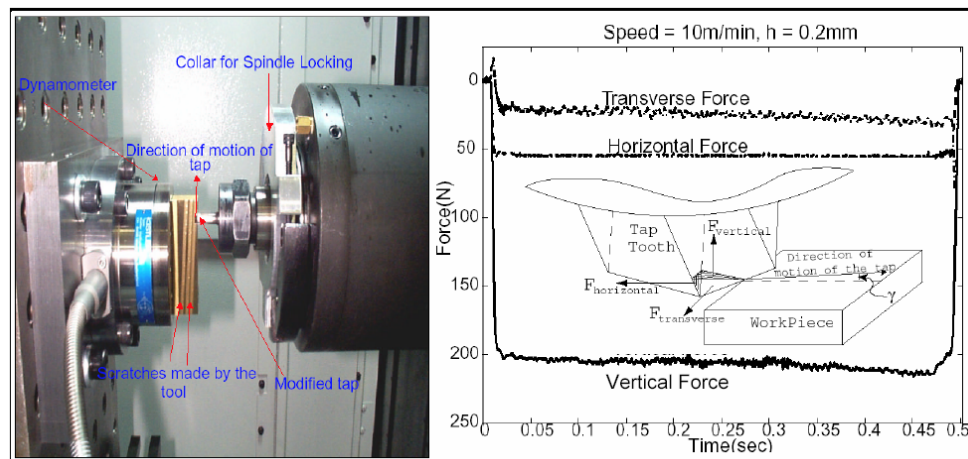 Collar for Spindle Locking
Dynamometer
Direction of motion of
tap
Scratches made by the
tool
Modified tap
Speed = 10m/min, h = 0.2mm
Force(N)
0
50
100
150
200
250
Transverse Force
Horizontal Force
Tap
Tooth
Fvertical
Direction of
motion of the tap
Fhorizontal
γ
Ftransverse
WorkPiece
Vertical Force
0 0.05 0.1 0.15 0.2 0.25 0.3 0.35 0.4 0.45 0.5
Time(sec)